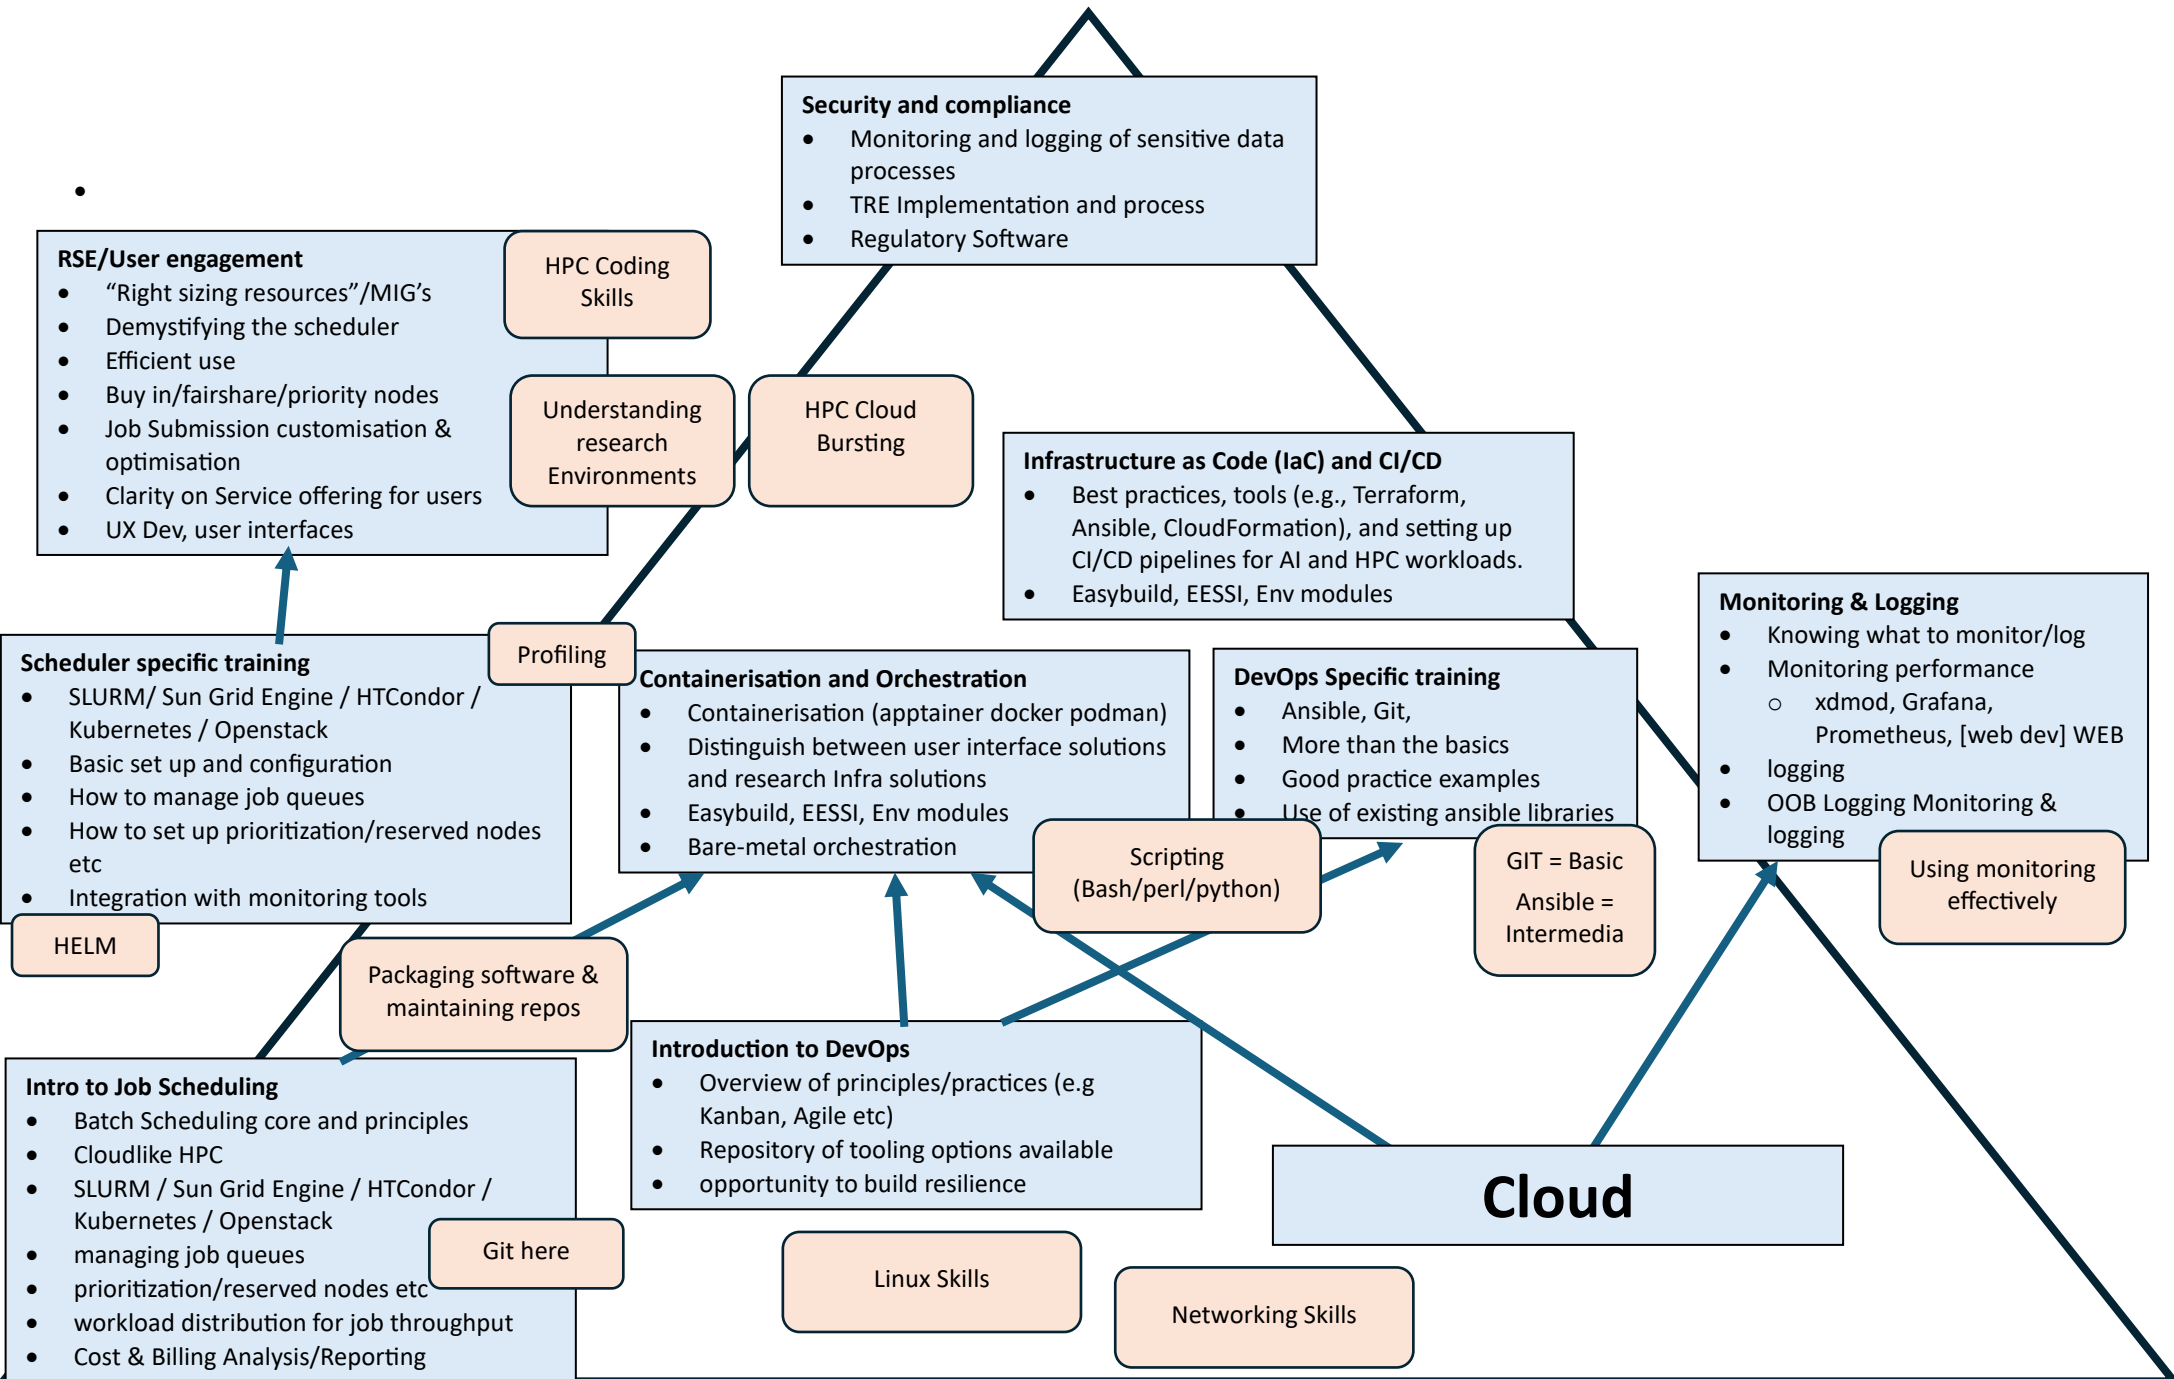 Security and compliance
• Monitoring and logging of sensitive data
processes
• TRE Implementation and process
• Regulatory Software
•
RSE/User engagement
• “Right sizing resources”/MIG’s
• Demystifying the scheduler
• Efficient use
• Buy in/fairshare/priority nodes
• Job Submission customisation &
optimisation
• Clarity on Service offering for users
• UX Dev, user interfaces
HPC Coding
Skills
Understanding
research
Environments
HPC Cloud
Bursting
Infrastructure as Code (IaC) and CI/CD
• Best practices, tools (e.g., Terraform,
Ansible, CloudFormation), and setting up
CI/CD pipelines for AI and HPC workloads.
• Easybuild, EESSI, Env modules
Monitoring & Logging
• Knowing what to monitor/log
• Monitoring performance
o xdmod, Grafana,
Prometheus, [web dev] WEB
• logging
• OOB Logging Monitoring &
logging
Using monitoring
effectively
Scheduler specific training
• SLURM/ Sun Grid Engine / HTCondor /
Kubernetes / Openstack
• Basic set up and configuration
• How to manage job queues
• How to set up prioritization/reserved nodes
etc
• Integration with monitoring tools
Profiling
HELM
Containerisation and Orchestration
• Containerisation (apptainer docker podman)
• Distinguish between user interface solutions
and research Infra solutions
• Easybuild, EESSI, Env modules
• Bare-metal orchestration
DevOps Specific training
• Ansible, Git,
• More than the basics
• Good practice examples
• Use of existing ansible libraries
Scripting
(Bash/perl/python)
GIT = Basic
Ansible =
Intermedia
Packaging software &
maintaining repos
Intro to Job Scheduling
• Batch Scheduling core and principles
• Cloudlike HPC
• SLURM / Sun Grid Engine / HTCondor /
Kubernetes / Openstack
• managing job queues
• prioritization/reserved nodes etc
• workload distribution for job throughput
• Cost & Billing Analysis/Reporting
Git here
Introduction to DevOps
• Overview of principles/practices (e.g
Kanban, Agile etc)
• Repository of tooling options available
• opportunity to build resilience
Cloud
Linux Skills
Networking Skills